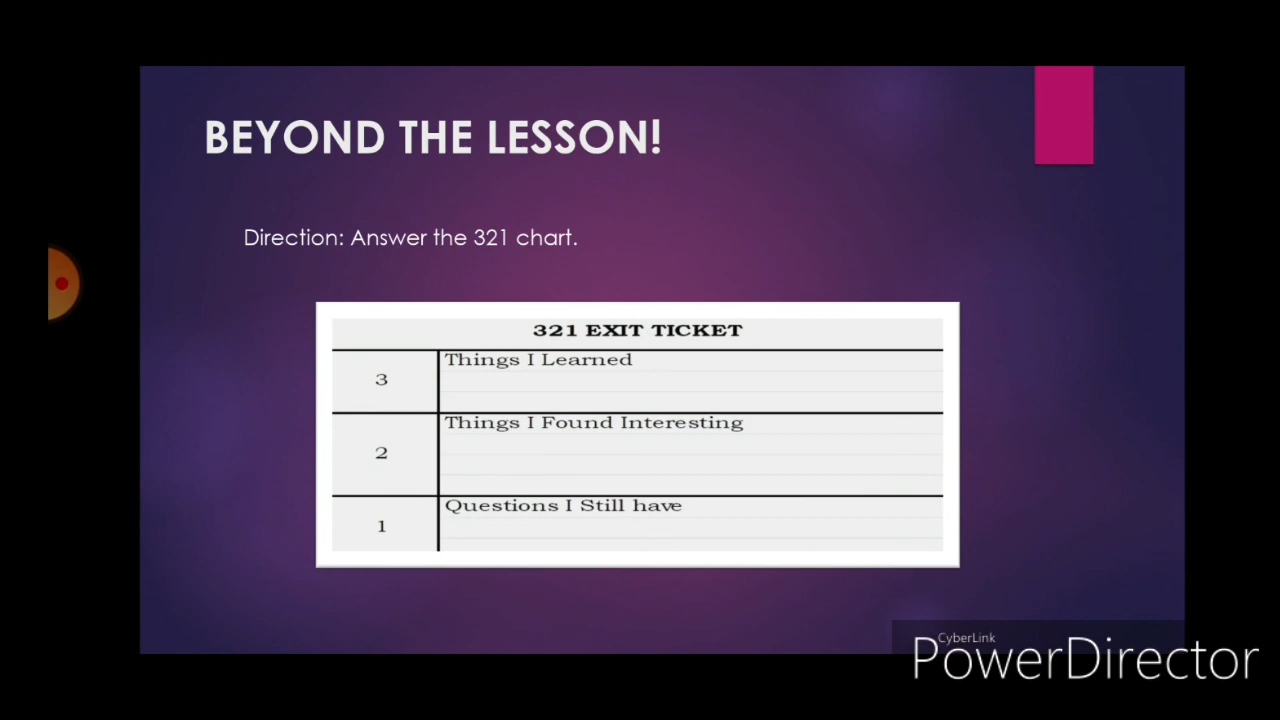 BEYOND THE LESSON!
Direction: Answer the 321 chart.
321 EXIT TICKET
3
Things I Learned
2
Things I Found Interesting
1
Questions I Still have
CyberLink
PowerDirector